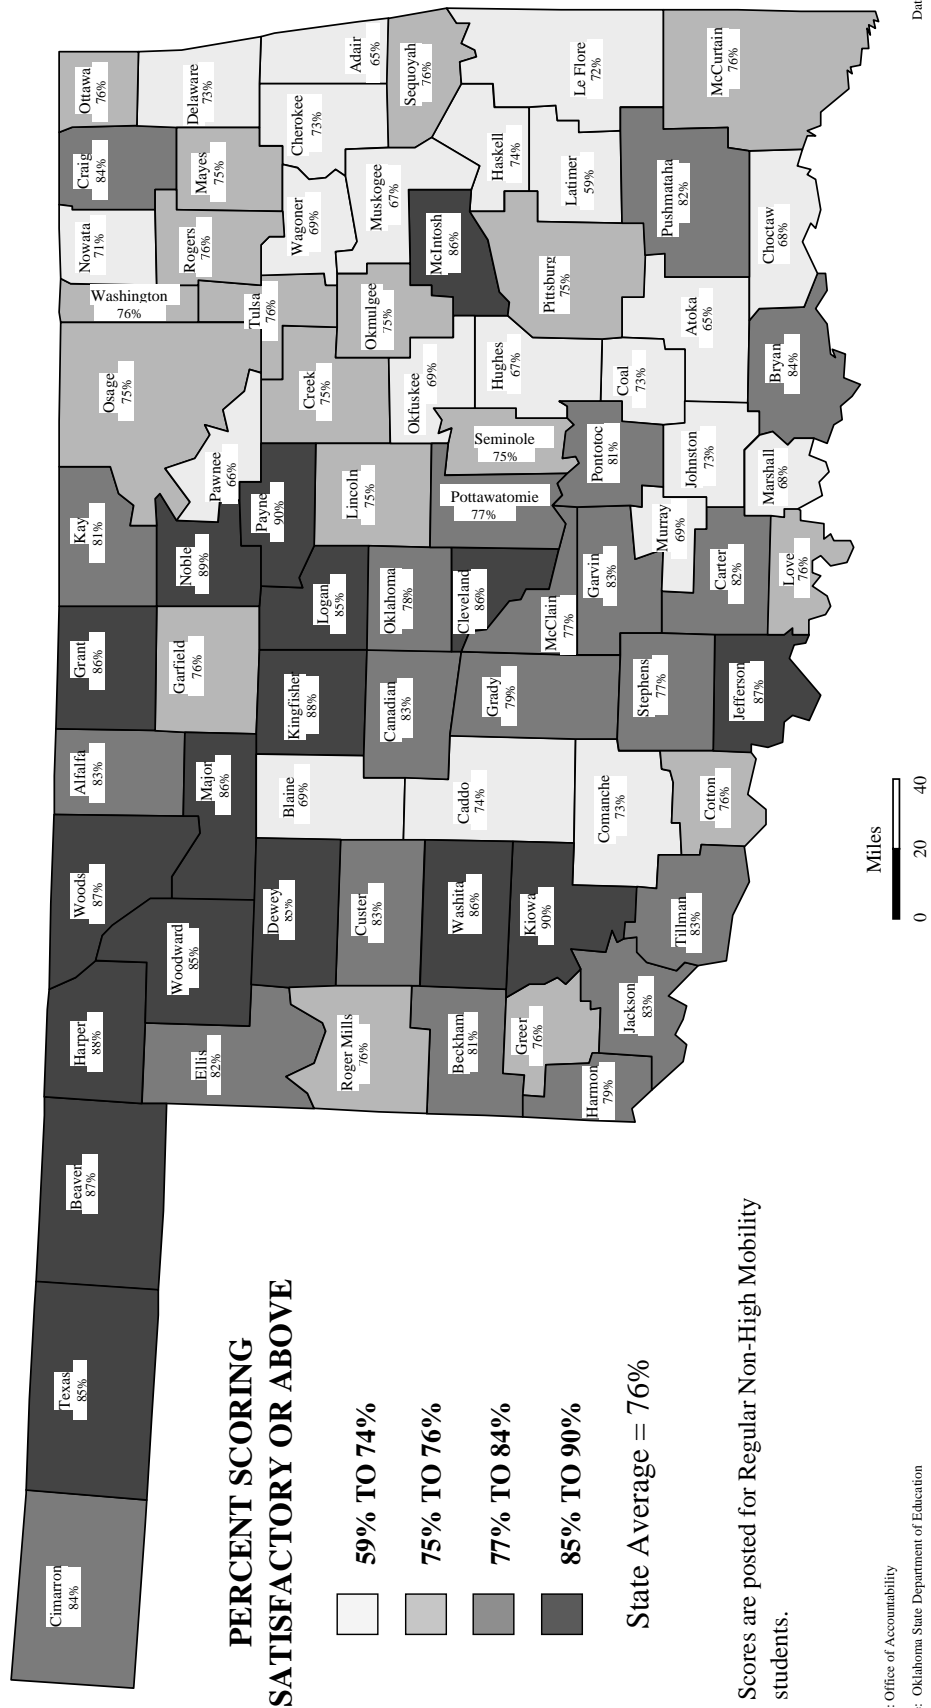 Cimarron
84%
Texas
85%
Beaver
87%
Harper
88%
Woods
87%
Alfalfa
83%
Grant
86%
Kay
81%
Osage
75%
Washington
76%
Nowata
71%
Craig
84%
Ottawa
76%
Ellis
82%
Woodward
85%
Major
86%
Garfield
76%
Noble
89%
Pawnee
66%
Rogers
76%
Mayes
75%
Delaware
73%
Dewey
85%
Blaine
69%
Kingfisher
88%
Logan
85%
Payne
90%
Creek
75%
Tulsa
76%
Wagoner
69%
Cherokee
73%
Adair
65%
Roger Mills
76%
Custer
83%
Canadian
83%
Oklahoma
78%
Lincoln
75%
Okfuskee
69%
Okmulgee
75%
Muskogee
67%
Sequoyah
76%
Beckham
81%
Washita
86%
Caddo
74%
Grady
79%
Cleveland
86%
Pottawatomie
77%
Seminole
75%
Hughes
67%
McIntosh
86%
Haskell
74%
Le Flore
72%
Greer
76%
Kiowa
90%
McClain
77%
Garvin
83%
Pontotoc
81%
Pittsburg
75%
Latimer
59%
Harmon
79%
Jackson
83%
Comanche
73%
Stephens
77%
Murray
69%
Coal
73%
Atoka
65%
Pushmataha
82%
McCurtain
76%
Tillman
83%
Cotton
76%
Jefferson
87%
Carter
82%
Johnston
73%
Love
76%
Marshall
68%
Bryan
84%
Choctaw
68%
PERCENT SCORING
SATISFACTORY OR ABOVE
59% TO 74%
75% TO 76%
77% TO 84%
85% TO 90%
State Average = 76%
Scores are posted for Regular Non-High Mobility
students.
Miles
0 20 40
: Office of Accountability
: Oklahoma State Department of Education
Dat